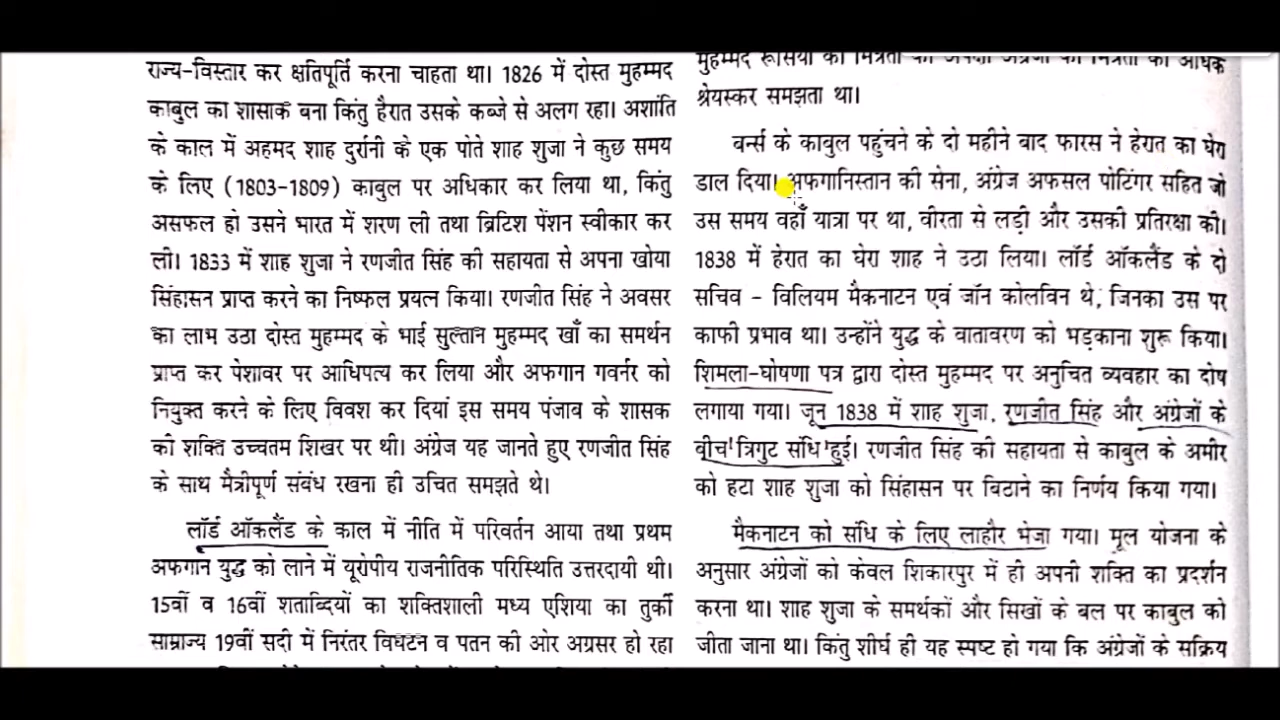 राज्य-विस्तार कर क्षतिपूर्ति करना चाहता था। 1826 में दोस्त मुहम्मद
काबुल का शासाक बना किंतु हैरात उसके कब्जे से अलग रहा। अशांति
के काल में अहमद शाह दुर्रानी के एक पोते शाह शुजा ने कुछ समय
के लिए (1803-1809) काबुल पर अधिकार कर लिया था, किंतु
असफल हो उसने भारत में शरण ली तथा ब्रिटिश पेंशन स्वीकार कर
ली। 1833 में शाह शुजा ने रणजीत सिंह की सहायता से अपना खोया
सिंहासन प्राप्त करने का निष्फल प्रयत्न किया। रणजीत सिंह ने अवसर
का लाभ उठा दोस्त मुहम्मद के भाई सुल्तान मुहम्मद खाँ का समर्थन
प्राप्त कर पेशावर पर आधिपत्य कर लिया और अफगान गवर्नर को
नियुक्त करने के लिए विवश कर दियां इस समय पंजाव के शासक
की शक्ति उच्चतम शिखर पर थी। अंग्रेज यह जानते हुए रणजीत सिंह
के साथ मैत्रीपूर्ण संबंध रखना ही उचित समझते थे।
लॉर्ड ऑकलैंड के काल में नीति में परिवर्तन आया तथा प्रथम
अफगान युद्ध को लाने में यूरोपीय राजनीतिक परिस्थिति उत्तरदायी थी।
15वीं व 16वीं शताब्दियों का शक्तिशाली मध्य एशिया का तुर्की
साम्राज्य 19वीं सदी में निरंतर विघटन व पतन की ओर अग्रसर हो रहा
मुहम्मद रूसियों की मित्रता की अपेक्षा अंग्रेजों की मित्रता को अधिक
श्रेयस्कर समझता था।
बर्न्स के काबुल पहुंचने के दो महीने बाद फारस ने हेरात का घेरा
डाल दिया। अफगानिस्तान की सेना, अंग्रेज अफसल पोटिंगर सहित जो
उस समय वहाँ यात्रा पर था, वीरता से लड़ी और उसकी प्रतिरक्षा की।
1838 में हेरात का घेरा शाह ने उठा लिया। लॉर्ड ऑकलैंड के दो
सचिव - विलियम मैकनाटन एवं जॉन कोलविन थे, जिनका उस पर
काफी प्रभाव था। उन्होंने युद्ध के वातावरण को भड़काना शुरू किया।
शिमला-घोषणा पत्र द्वारा दोस्त मुहम्मद पर अनुचित व्यवहार का दोष
लगाया गया। जून 1838 में शाह शुजा, रणजीत सिंह और अंग्रेजों के
बीच 'त्रिगुट संधि' हुई। रणजीत सिंह की सहायता से काबुल के अमीर
को हटा शाह शुजा को सिंहासन पर बिठाने का निर्णय किया गया।
मैकनाटन को संधि के लिए लाहौर भेजा गया। मूल योजना के
अनुसार अंग्रेजों को केवल शिकारपुर में ही अपनी शक्ति का प्रदर्शन
करना था। शाह शुजा के समर्थकों और सिखों के बल पर काबुल को
जीता जाना था। किंतु शीर्घ ही यह स्पष्ट हो गया कि अंग्रेजों के सक्रिय